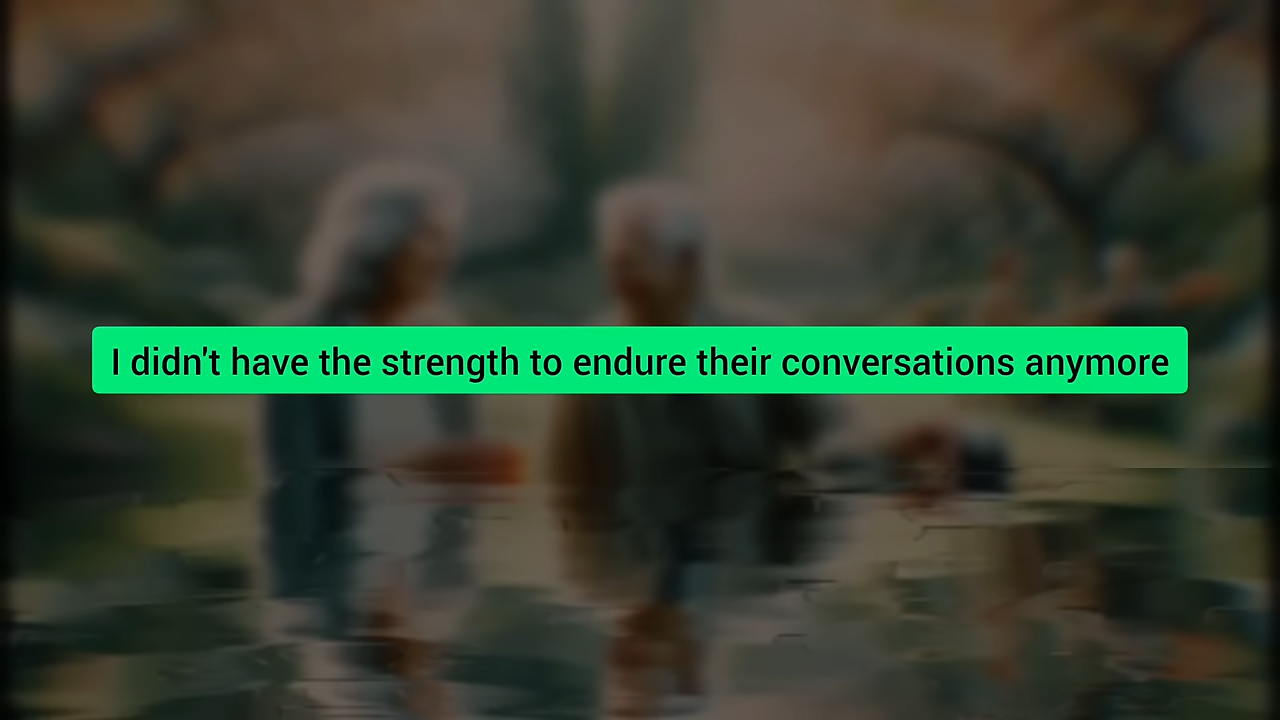 I didn't have the strength to endure their conversations anymore